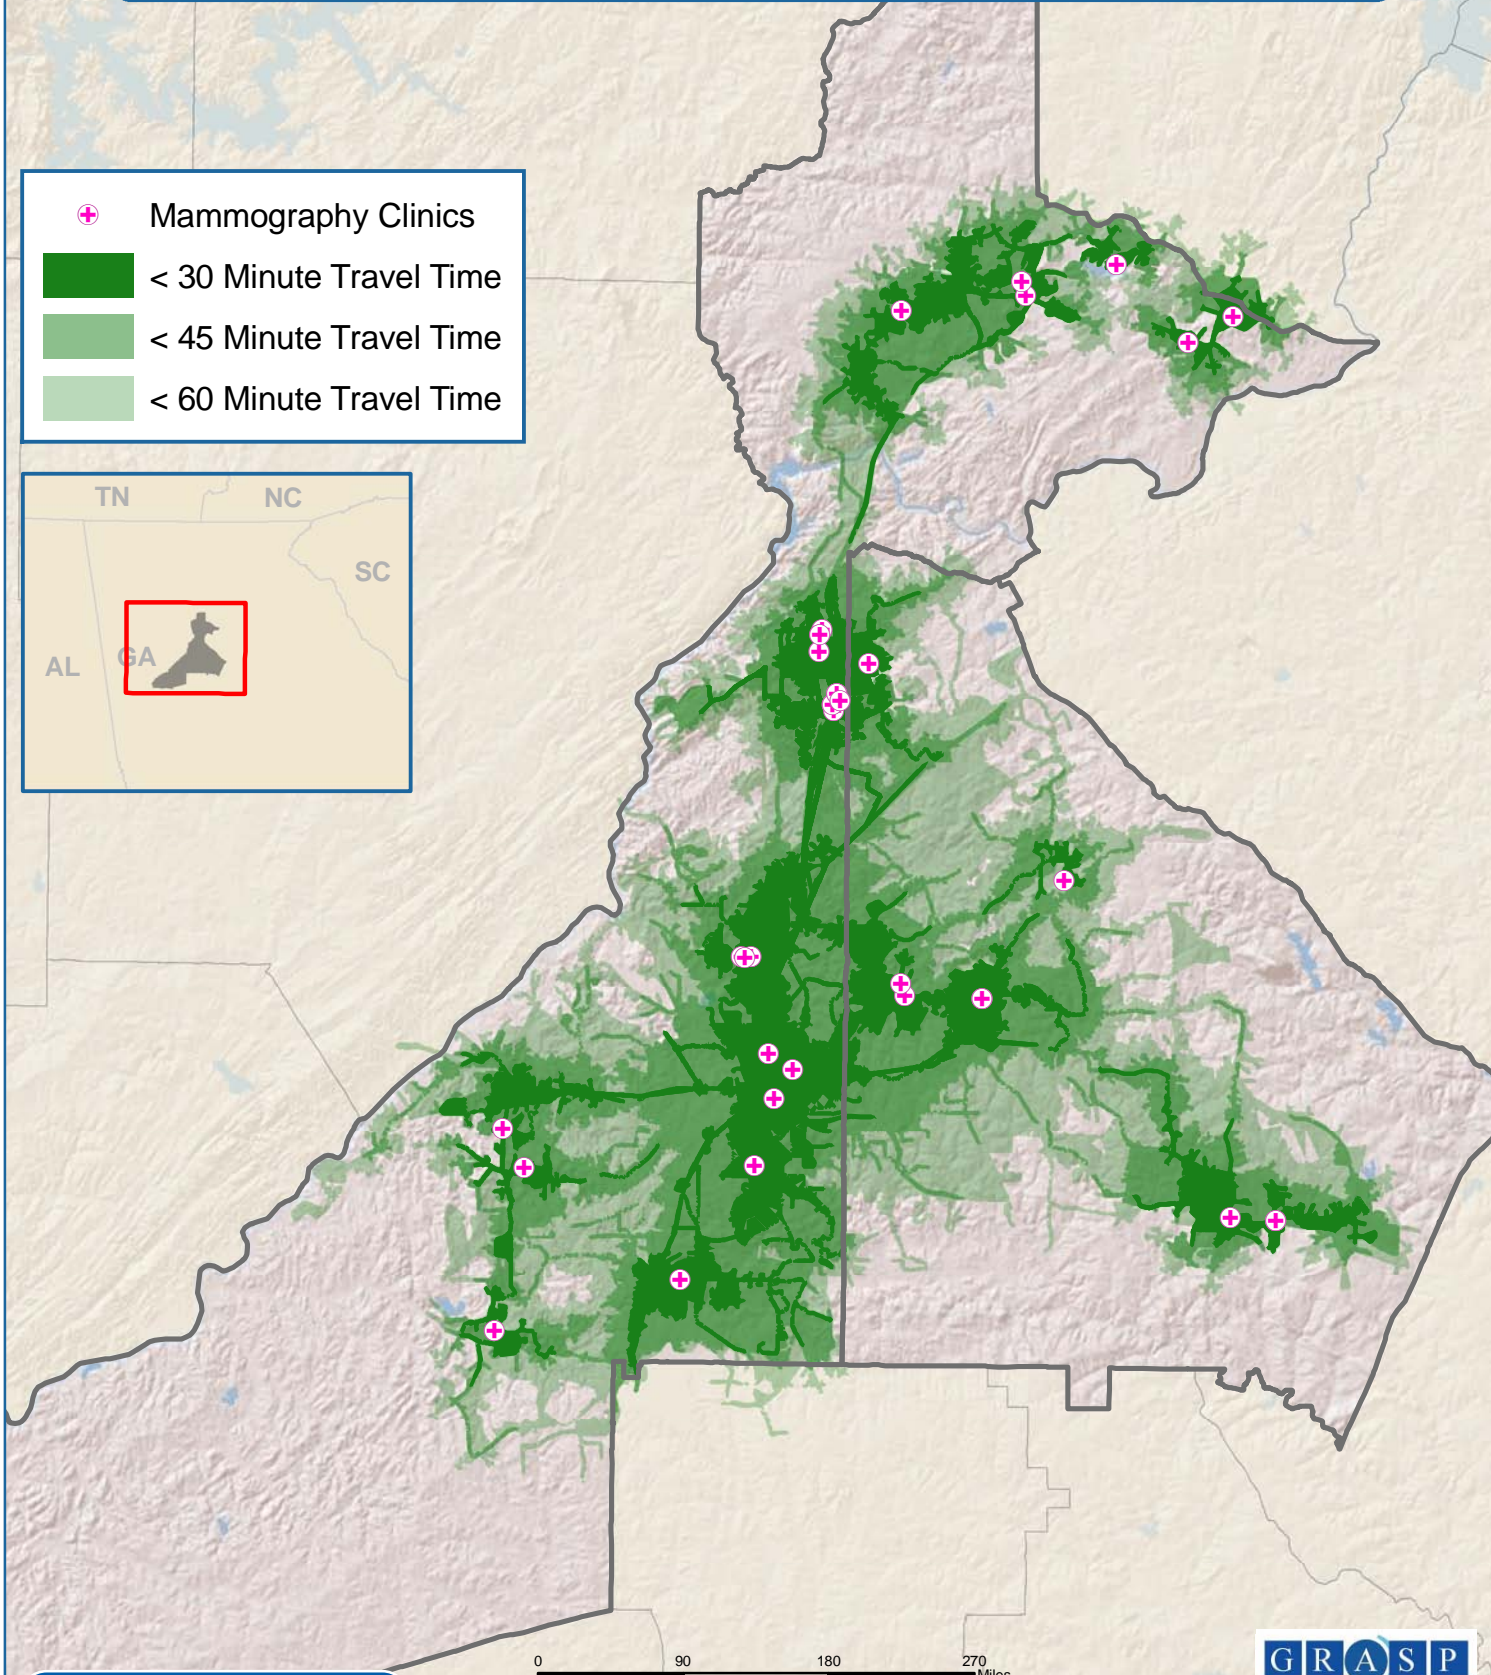 Mammography Clinics
< 30 Minute Travel Time
< 45 Minute Travel Time
< 60 Minute Travel Time
TN NC
SC
AL GA
0 90 180 270
Miles
GRASP